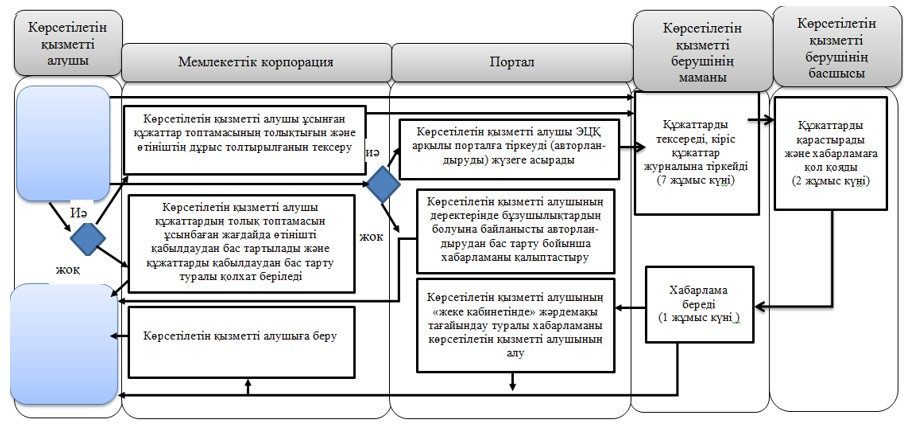 Көрсетілетін
қызметті
алушы
Мемлекеттік корпорация
Портал
Көрсетілетін
қызметті
берушінің
маманы
Көрсетілетін
қызметті
берушінің
басшысы
Көрсетілетін қызметті алушы ұсынған
құжаттар топтамасының толықтығын және
өтініштің дұрыс толтырылғанын тексеру
иә
Көрсетілетін қызметті алушы ЭЦҚ
арқылы порталға тіркеуді (авторлан-
дыруды) жүзеге асырады
Құжаттарды
тексереді, кіріс
құжаттар
журналына тіркейді
(7 жұмыс күні)
Құжаттарды
қарастырады
және хабарламаға
қол қояды
(2 жұмыс күні)
Иә
жоқ
Көрсетілетін қызметті алушы
құжаттардың толық топтамасын
ұсынбаған жағдайда өтінішті
қабылдаудан бас тартылады және
құжаттарды қабылдаудан бас тарту
туралы қолхат беріледі
жоқ
Көрсетілетін қызметті алушының
деректерінде бұзушылықтардың
болуына байланысты авторлан-
дырудан бас тарту бойынша
хабарламаны қалыптастыру
Көрсетілетін қызметті алушыға беру
Көрсетілетін қызметті алушының
«жеке кабинетінде» жәрдемақы
тағайындау туралы хабарламаны
көрсетілетін қызметті алушының
алу
Хабарлама
береді
(1 жұмыс күні )